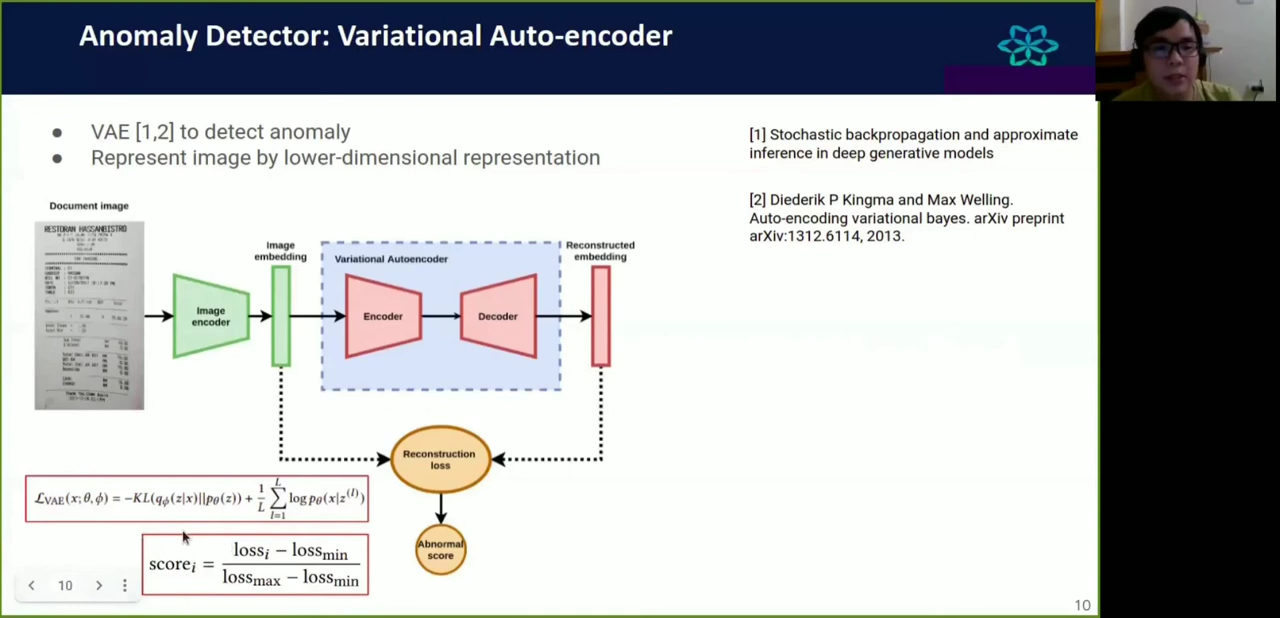 Anomaly Detector: Variational Auto-encoder
● VAE [1,2] to detect anomaly
● Represent image by lower-dimensional representation
[1] Stochastic backpropagation and approximate
inference in deep generative models
[2] Diederik P Kingma and Max Welling.
Auto-encoding variational bayes. arXiv preprint
arXiv:1312.6114, 2013.
Document image
RESTORAN HASSANBISTRO
Image
encoder
Image
embedding
Variational Autoencoder
Encoder
Decoder
Reconstructed
embedding
Reconstruction
loss
Abnormal
score
ℒVAE(x; θ, ϕ) = −KL(qϕ(z|x)||pθ(z)) + 1/L ∑_{l=1}^{L} log pθ(x|z^(l))
score_i = (loss_i − loss_min) / (loss_max − loss_min)
10
10